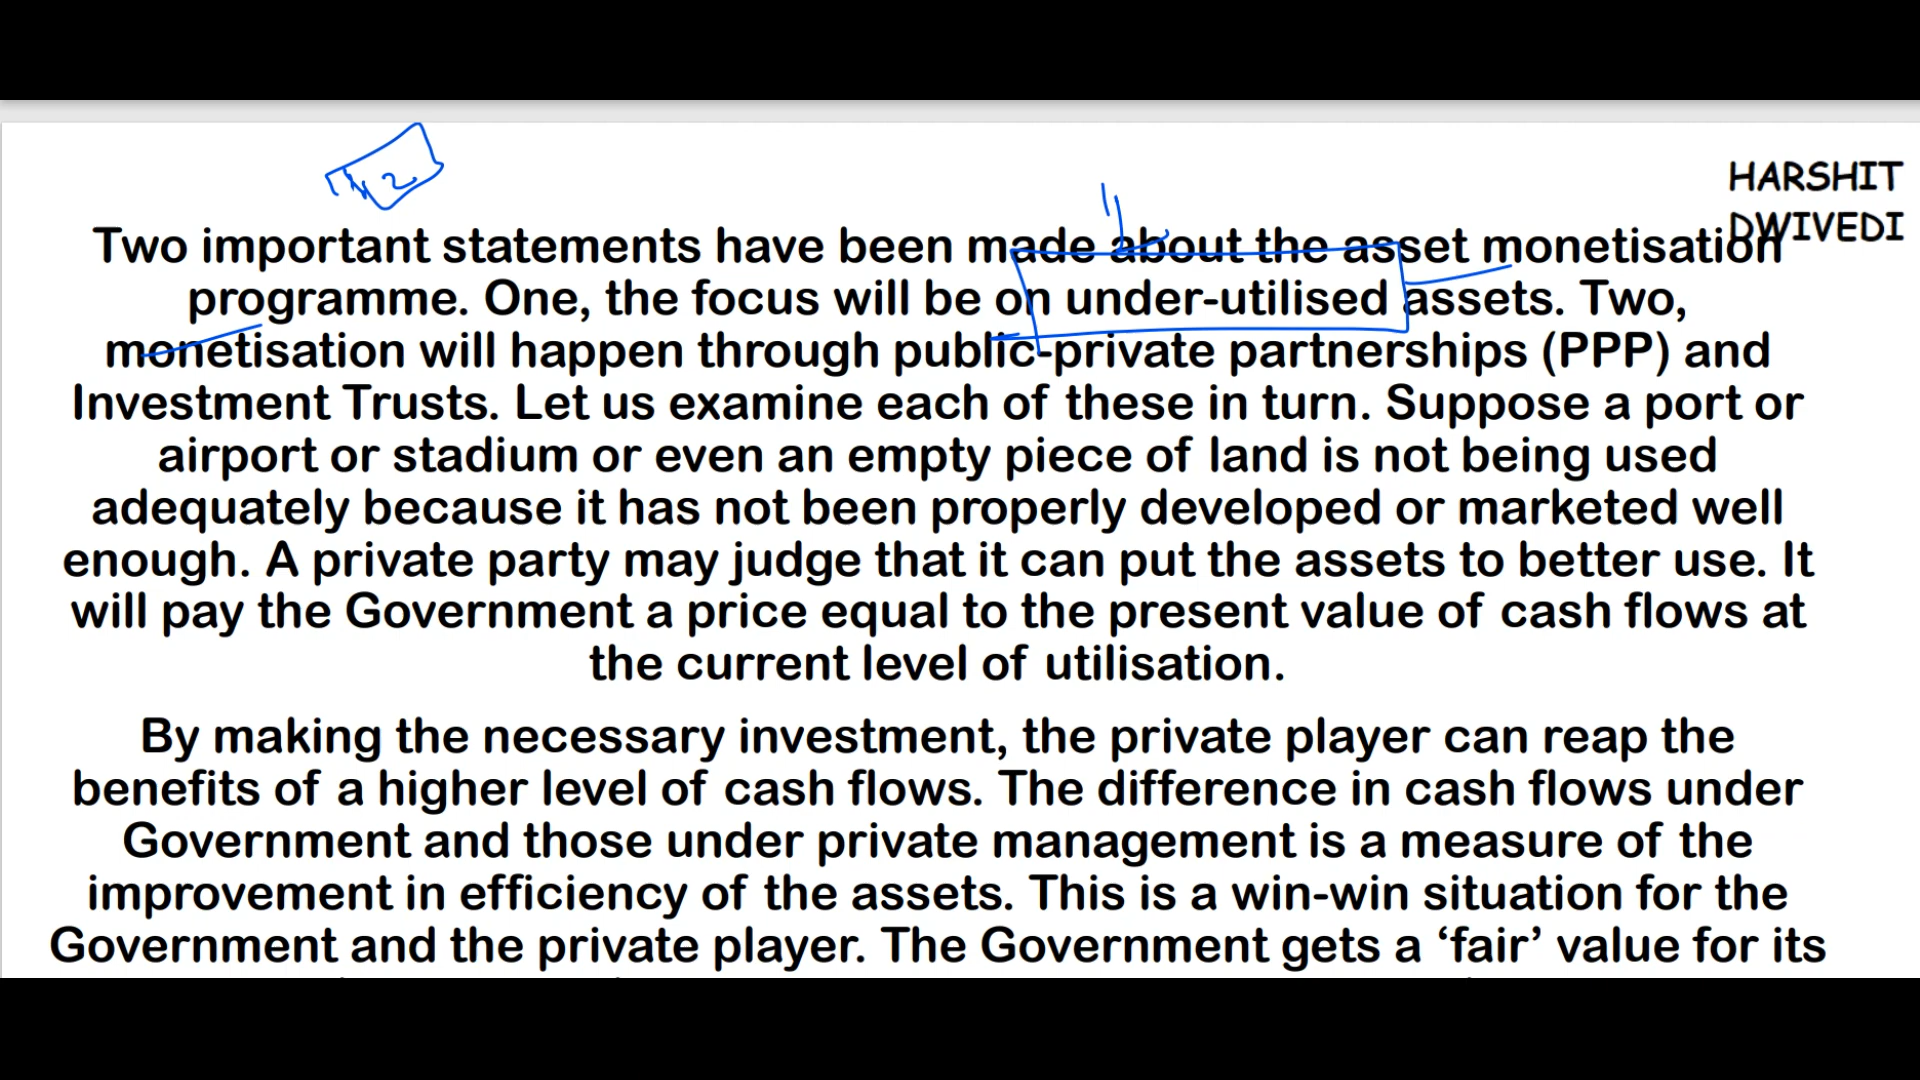 HARSHIT
DWIVEDI
Two important statements have been made about the asset monetisation
programme. One, the focus will be on under-utilised assets. Two,
monetisation will happen through public-private partnerships (PPP) and
Investment Trusts. Let us examine each of these in turn. Suppose a port or
airport or stadium or even an empty piece of land is not being used
adequately because it has not been properly developed or marketed well
enough. A private party may judge that it can put the assets to better use. It
will pay the Government a price equal to the present value of cash flows at
the current level of utilisation.
By making the necessary investment, the private player can reap the
benefits of a higher level of cash flows. The difference in cash flows under
Government and those under private management is a measure of the
improvement in efficiency of the assets. This is a win-win situation for the
Government and the private player. The Government gets a ‘fair’ value for its